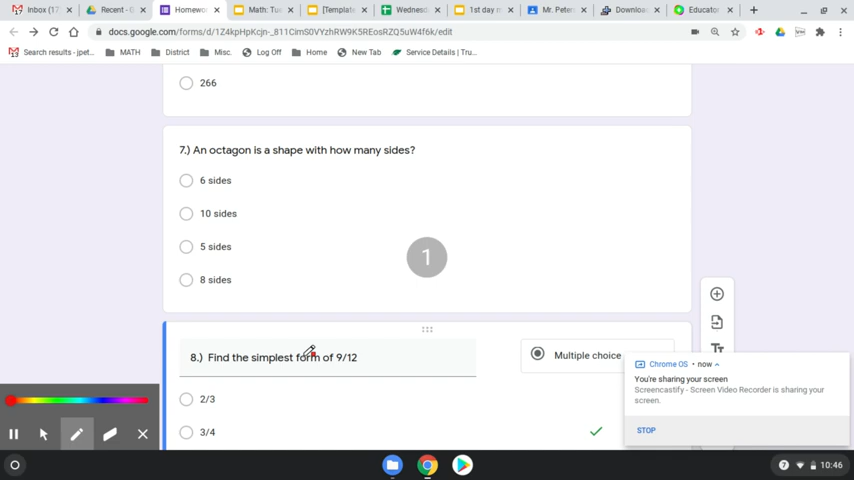 Inbox (17
Recent - G
Homewo
Math: Tue
[Templat
Wednesd
1st day m
Mr. Peter
Downloa
Educator
docs.google.com/forms/d/1Z4kpHpKcjn-_811CimS0VYzhRW9K5REosRZQ5uW4f6k/edit
Search results - jpet...
MATH
District
Misc.
Log Off
Home
New Tab
Service Details (Tru...
266
7.) An octagon is a shape with how many sides?
6 sides
10 sides
5 sides
8 sides
1
8.) Find the simplest form of 9/12
Multiple choice
2/3
3/4
Tт
Chrome OS • now
You're sharing your screen
Screencastify - Screen Video Recorder is sharing your
screen.
STOP
10:46